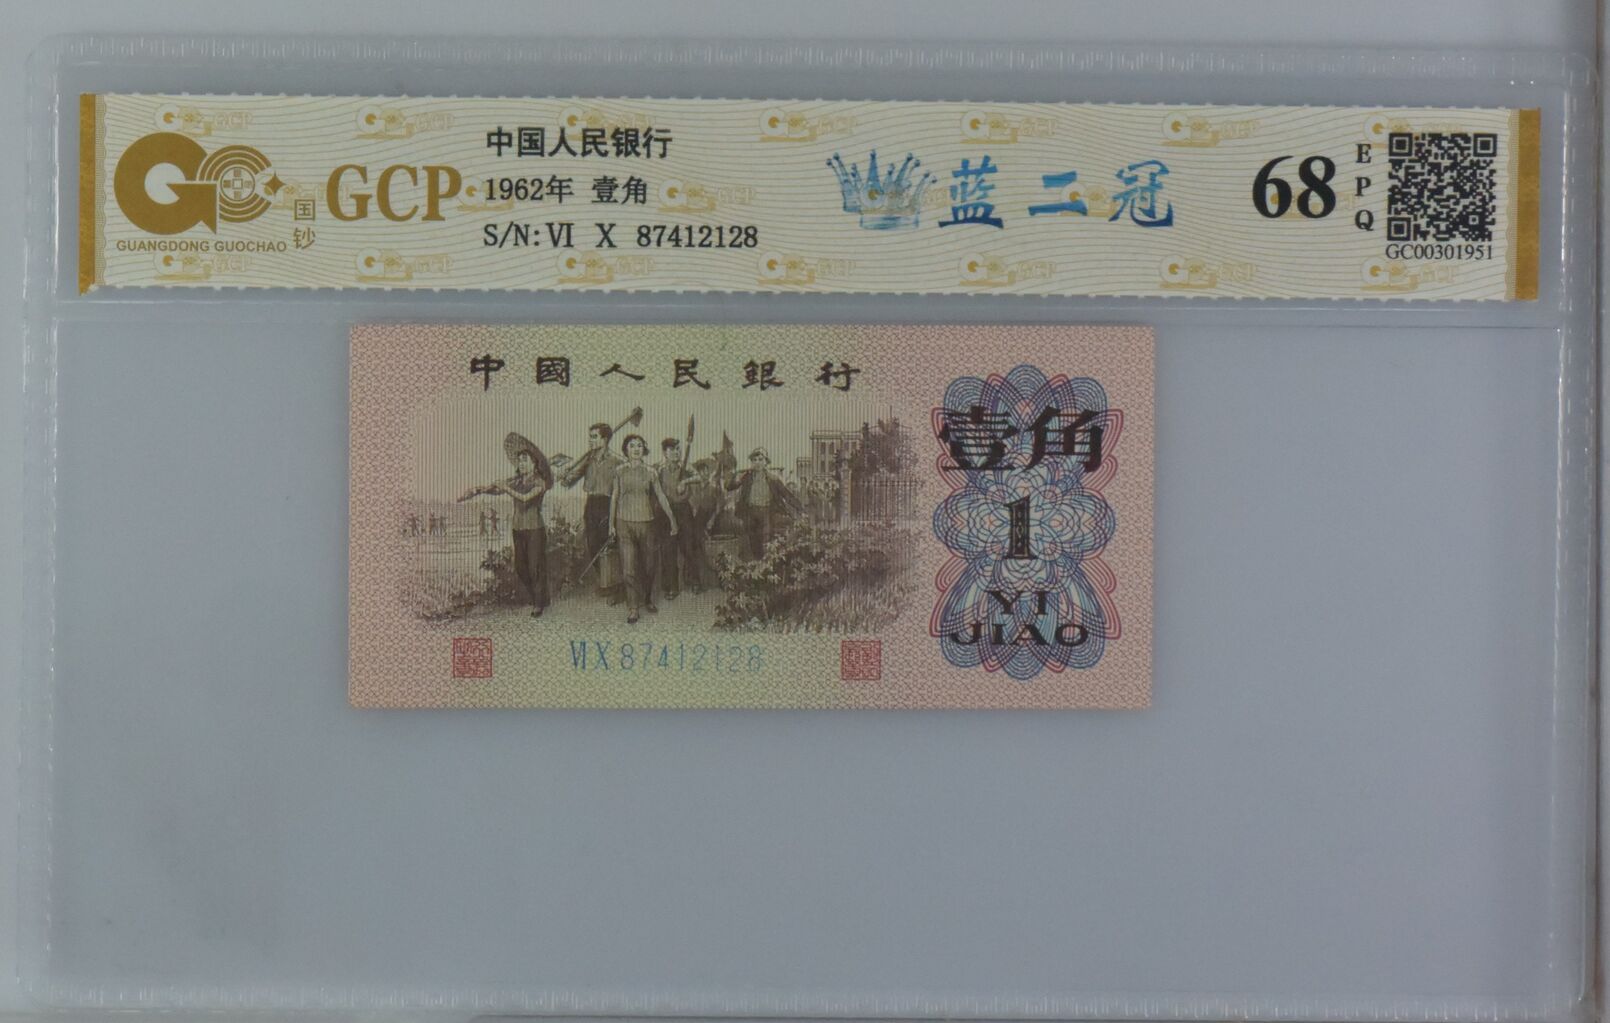 GCP
国钞
GUANGDONG GUOCHAO
中国人民银行
1962年 壹角
S/N: VI X 87412128
蓝二冠
68
EPQ
GC00301951
中國人民銀行
壹角
1
YI
JIAO
VI X 87412128